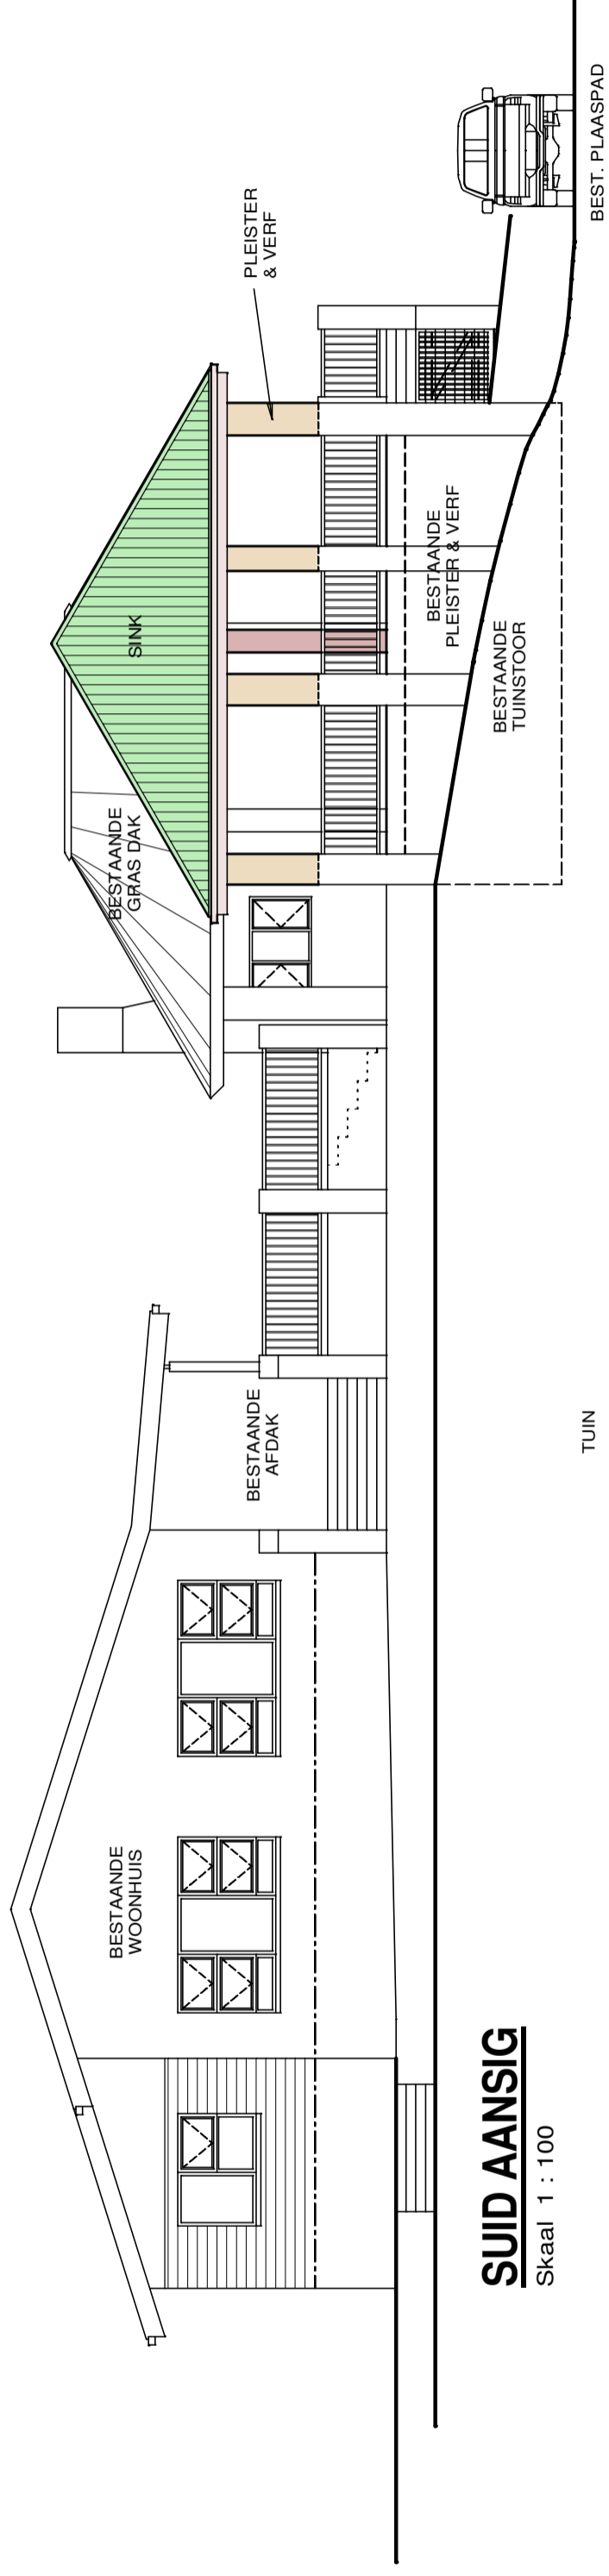 BESTAANDE
WOONHUIS
BESTAANDE
AFDAK
BESTAANDE
GRAS DAK
SINK
PLEISTER
& VERF
BESTAANDE
PLEISTER & VERF
BESTAANDE
TUINSTOOR
BEST. PLAASPAD
TUIN
SUID AANSIG
Skaal 1 : 100